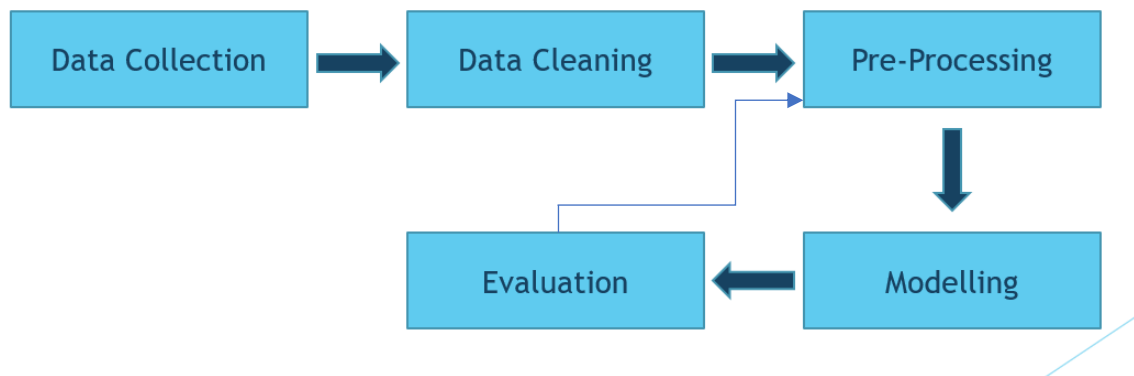 Data Collection
Data Cleaning
Pre-Processing
Evaluation
Modelling